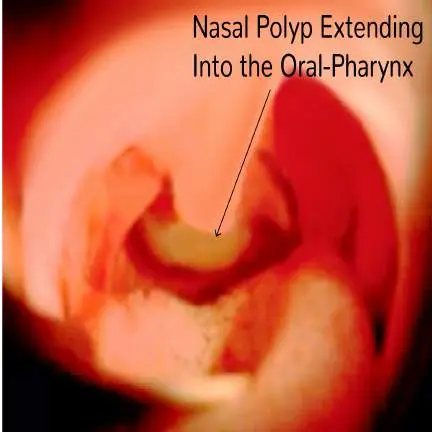 Nasal Polyp Extending
Into the Oral-Pharynx